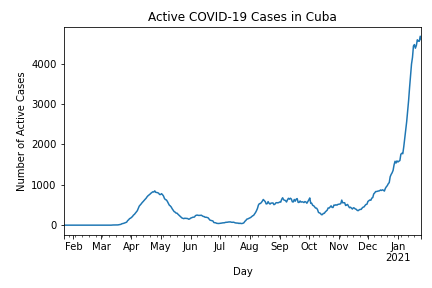 Active COVID-19 Cases in Cuba
Number of Active Cases
4000
3000
2000
1000
0
Feb Mar Apr May Jun Jul Aug Sep Oct Nov Dec Jan
2021
Day